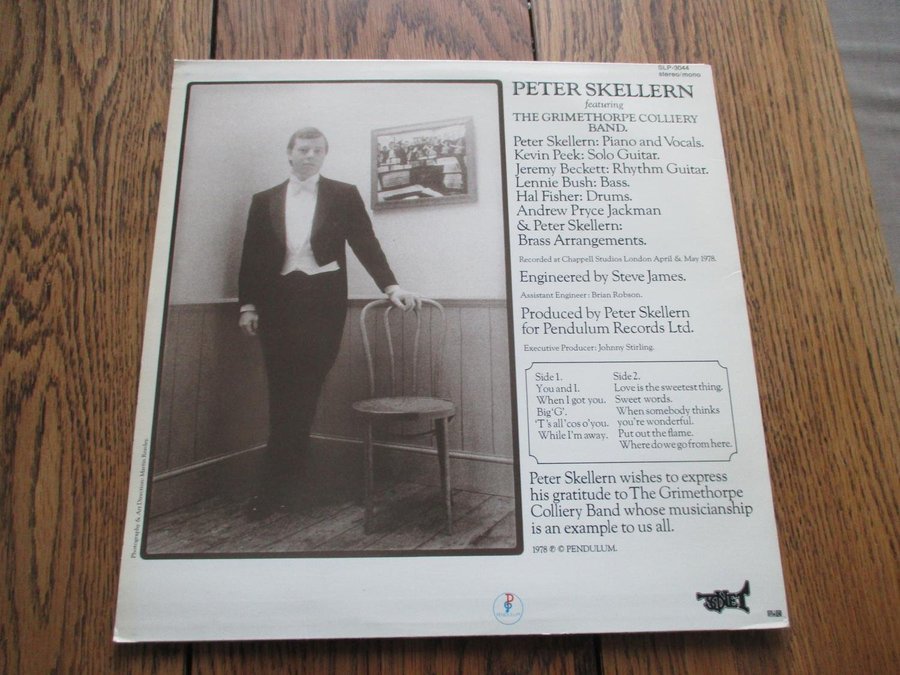 SLP-3044
stereo/mono
PETER SKELLERN
featuring
THE GRIMETHORPE COLLIERY
BAND.
Peter Skellern: Piano and Vocals.
Kevin Peek: Solo Guitar.
Jeremy Beckett: Rhythm Guitar.
Lennie Bush: Bass.
Hal Fisher: Drums.
Andrew Pryce Jackman
& Peter Skellern:
Brass Arrangements.
Recorded at Chappell Studios London April & May 1978.
Engineered by Steve James.
Assistant Engineer: Brian Robson.
Produced by Peter Skellern
for Pendulum Records Ltd.
Executive Producer: Johnny Stirling.
Side 1.
You and I.
When I got you.
Big 'G'.
'T's all 'cos o'you.
While I'm away.
Side 2.
Love is the sweetest thing.
Sweet words.
When somebody thinks
you're wonderful.
Put out the flame.
Where do we go from here.
Peter Skellern wishes to express
his gratitude to The Grimethorpe
Colliery Band whose musicianship
is an example to us all.
1978 ℗ © PENDULUM.
Photography & Art Direction: Martin
PENDULUM